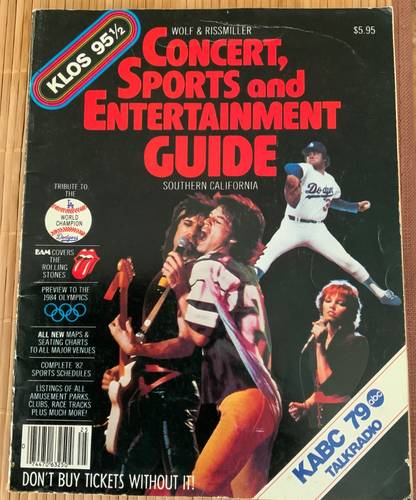 KLOS 95½
WOLF & RISSMILLER
$5.95
CONCERT,
SPORTS and
ENTERTAINMENT
GUIDE
SOUTHERN CALIFORNIA
TRIBUTE TO
THE
LA
WORLD
CHAMPION
Dodgers
BAM COVERS
THE
ROLLING
STONES
PREVIEW TO THE
1984 OLYMPICS
ALL NEW MAPS &
SEATING CHARTS
TO ALL MAJOR VENUES
COMPLETE '82
SPORTS SCHEDULES
LISTINGS OF ALL
AMUSEMENT PARKS,
CLUBS, RACE TRACKS
PLUS MUCH MORE!
Dodgers
KABC 79 abc
TALKRADIO
DON'T BUY TICKETS WITHOUT IT!